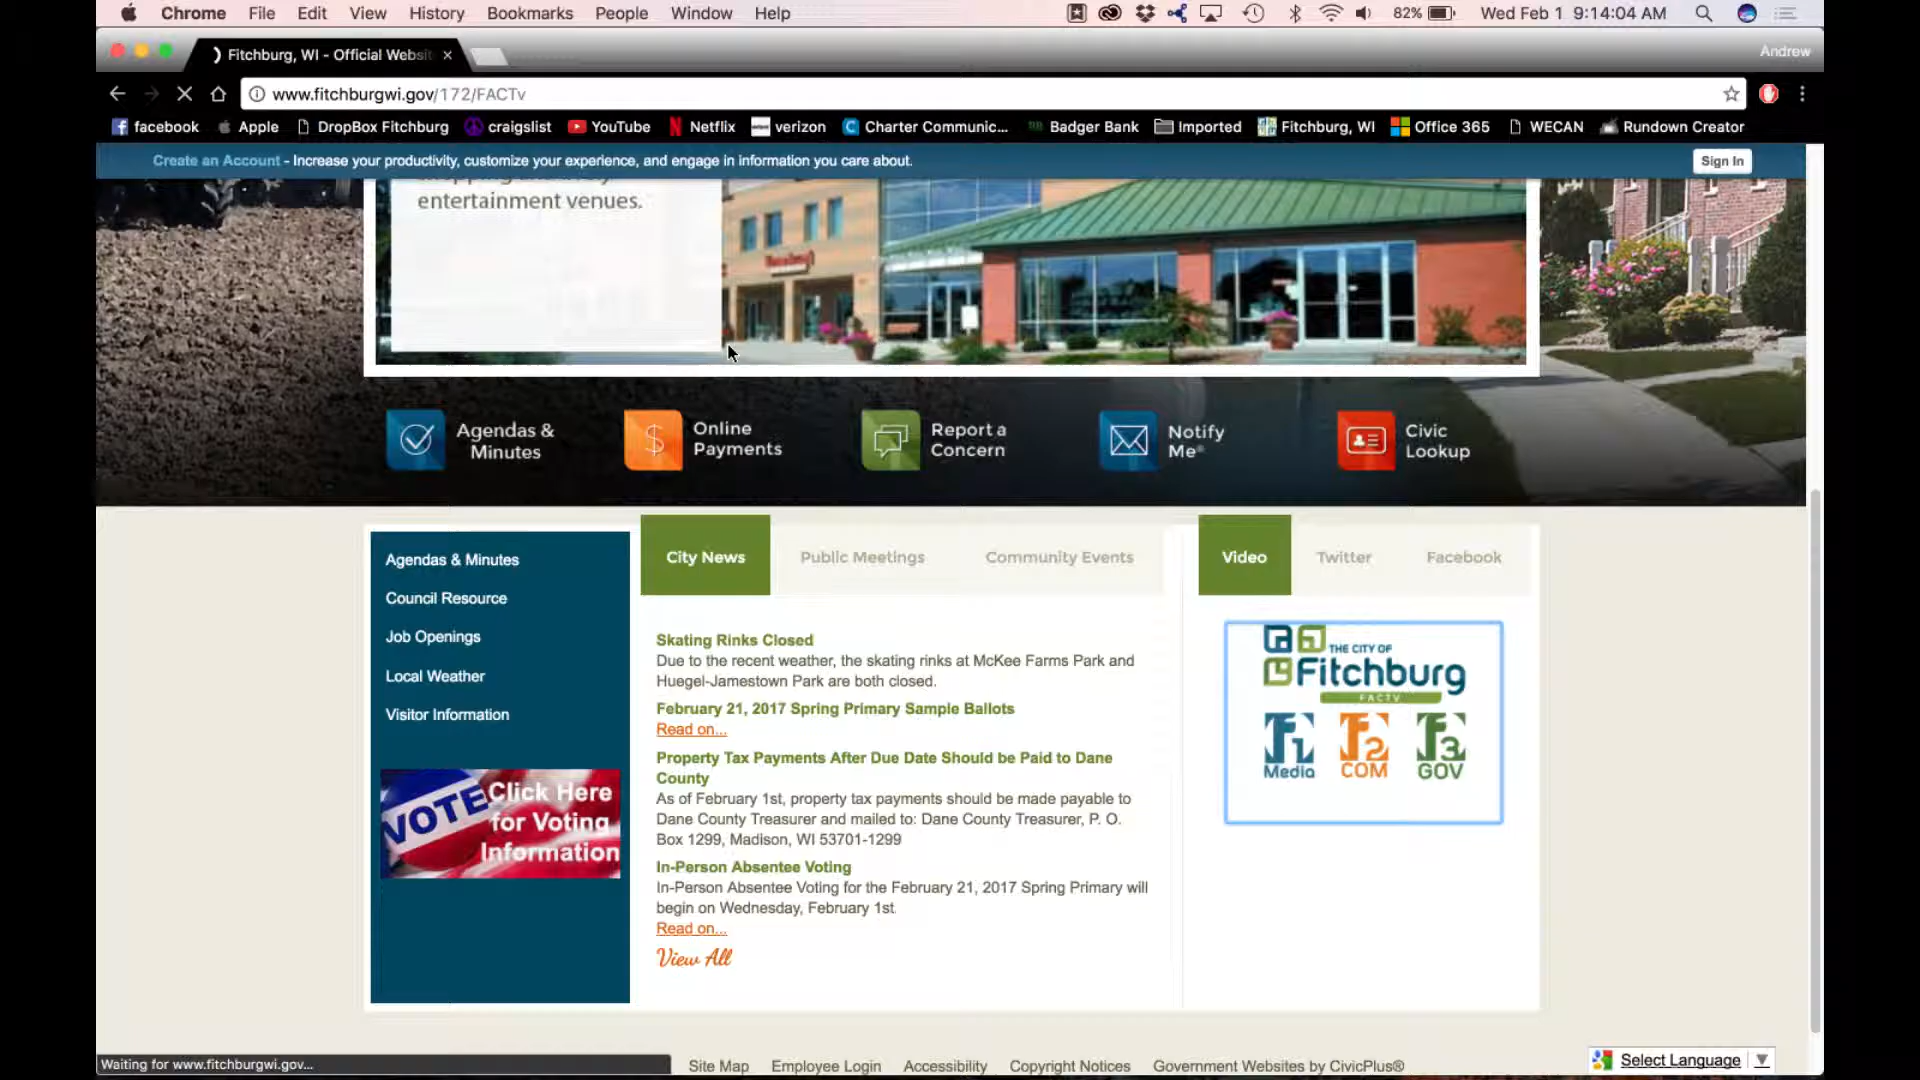 Chrome File Edit View History Bookmarks People Window Help 82% Wed Feb 1 9:14:04 AM
Fitchburg, WI - Official Websit
Andrew
www.fitchburgwi.gov/172/FACTv
facebook Apple DropBox Fitchburg craigslist YouTube Netflix verizon Charter Communic... Badger Bank Imported Fitchburg, WI Office 365 WECAN Rundown Creator
Create an Account - Increase your productivity, customize your experience, and engage in information you care about. Sign In
entertainment venues.
Agendas &
Minutes
Online
Payments
Report a
Concern
Notify
Me®
Civic
Lookup
Agendas & Minutes
Council Resource
Job Openings
Local Weather
Visitor Information
VOTE
Click Here
for Voting
Information
City News Public Meetings Community Events
Skating Rinks Closed
Due to the recent weather, the skating rinks at McKee Farms Park and
Huegel-Jamestown Park are both closed.
February 21, 2017 Spring Primary Sample Ballots
Read on...
Property Tax Payments After Due Date Should be Paid to Dane
County
As of February 1st, property tax payments should be made payable to
Dane County Treasurer and mailed to: Dane County Treasurer, P. O.
Box 1299, Madison, WI 53701-1299
In-Person Absentee Voting
In-Person Absentee Voting for the February 21, 2017 Spring Primary will
begin on Wednesday, February 1st.
Read on...
View All
Video Twitter Facebook
THE CITY OF
Fitchburg
FACTV
F1 F2 F3
Media COM GOV
Waiting for www.fitchburgwi.gov...
Site Map Employee Login Accessibility Copyright Notices Government Websites by CivicPlus®
Select Language